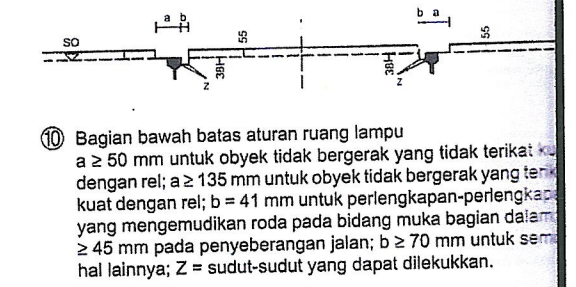 a b
b a
SO
55
55
38
38
Z
Z
10 Bagian bawah batas aturan ruang lampu
a ≥ 50 mm untuk obyek tidak bergerak yang tidak terikat
dengan rel; a ≥ 135 mm untuk obyek tidak bergerak yang
kuat dengan rel; b = 41 mm untuk perlengkapan-perlengkap
yang mengemudikan roda pada bidang muka bagian dalam
≥ 45 mm pada penyeberangan jalan; b ≥ 70 mm untuk
hal lainnya; Z = sudut-sudut yang dapat dilekukkan.